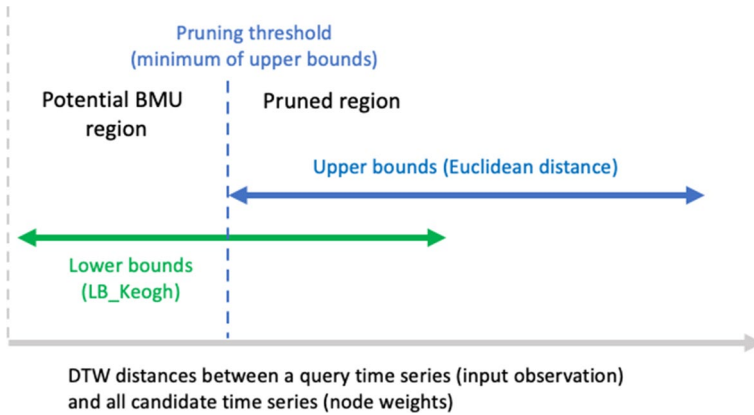 Pruning threshold
(minimum of upper bounds)
Potential BMU
region
Pruned region
Upper bounds (Euclidean distance)
Lower bounds
(LB_Keogh)
DTW distances between a query time series (input observation)
and all candidate time series (node weights)